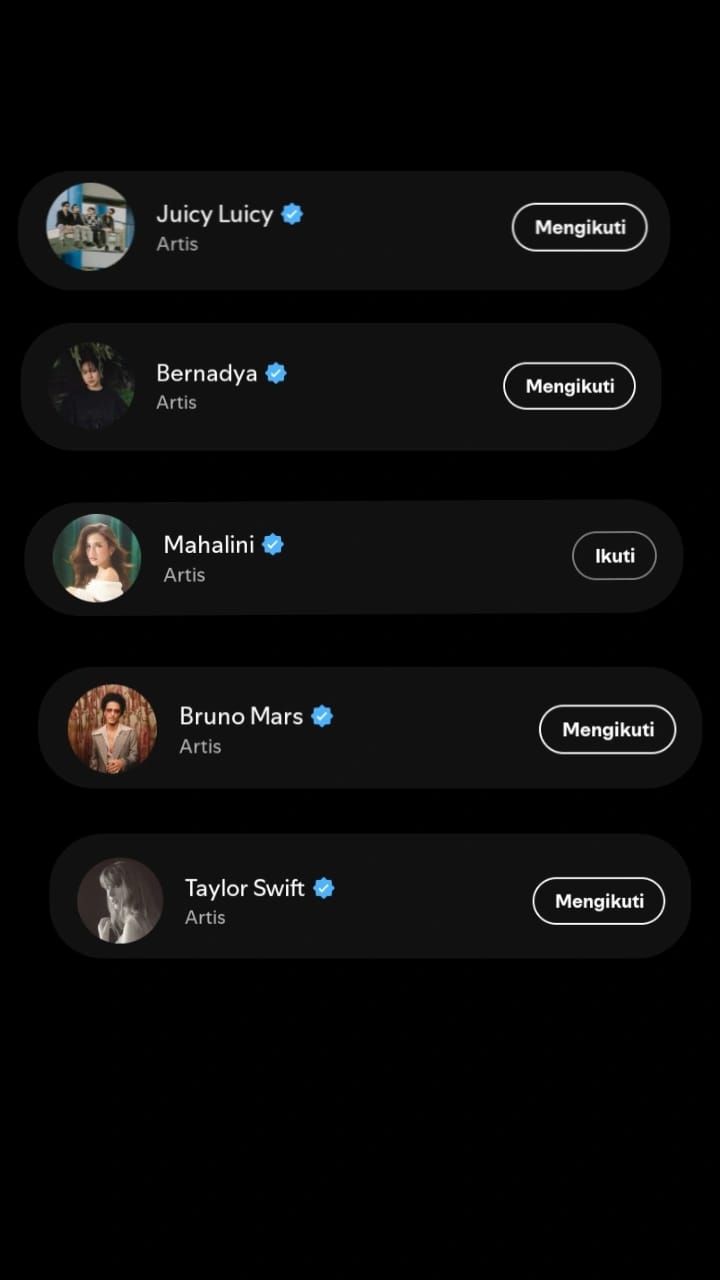 Juicy Luicy
Artis
Mengikuti
Bernadya
Artis
Mengikuti
Mahalini
Artis
Ikuti
Bruno Mars
Artis
Mengikuti
Taylor Swift
Artis
Mengikuti